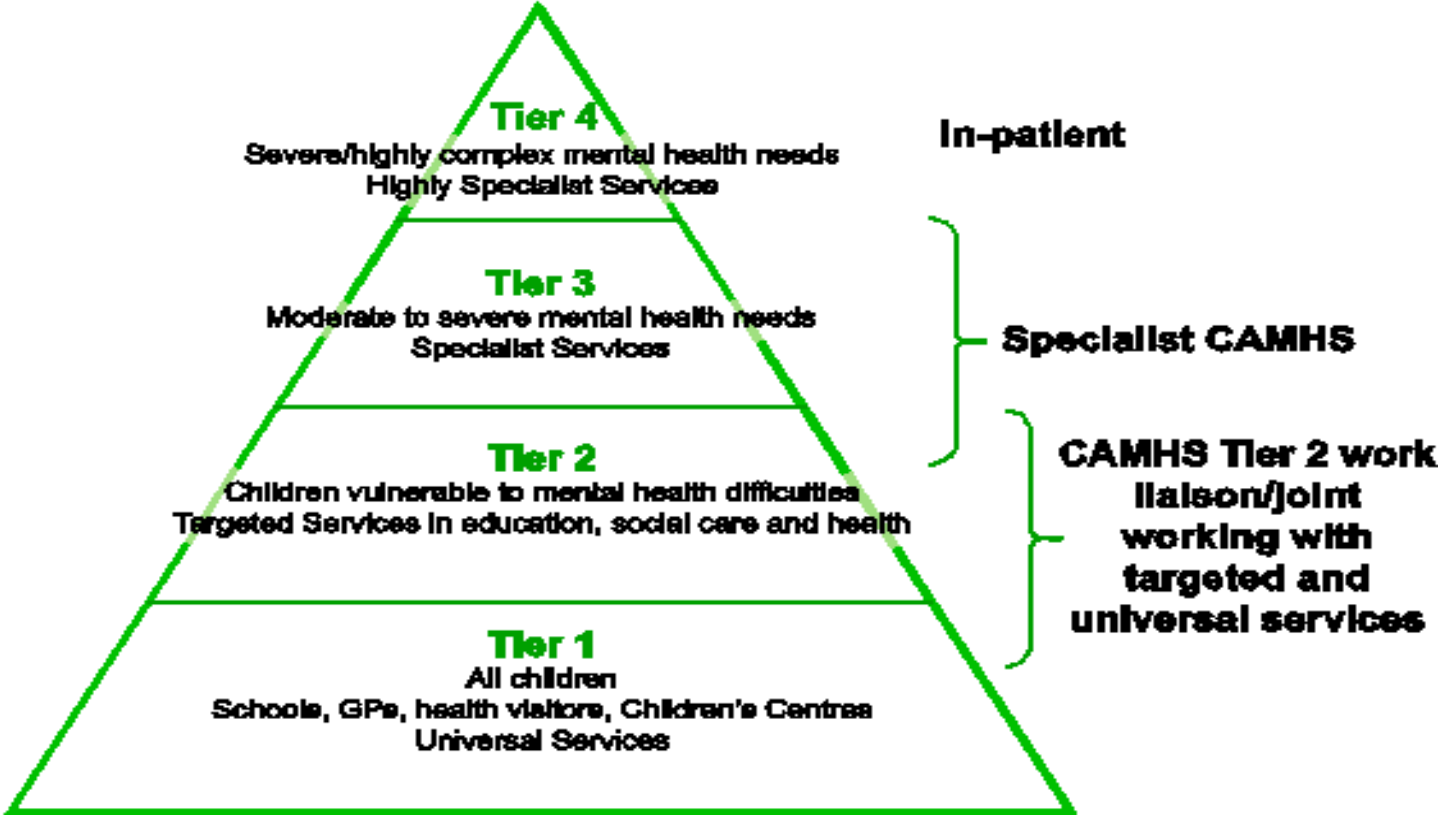 Tier 4
Severe/highly complex mental health needs
Highly Specialist Services
In-patient
Tier 3
Moderate to severe mental health needs
Specialist Services
Specialist CAMHS
Tier 2
Children vulnerable to mental health difficulties
Targeted Services in education, social care and health
CAMHS Tier 2 work
liaison/joint
working with
targeted and
universal services
Tier 1
All children
Schools, GPs, health visitors, Children's Centres
Universal Services